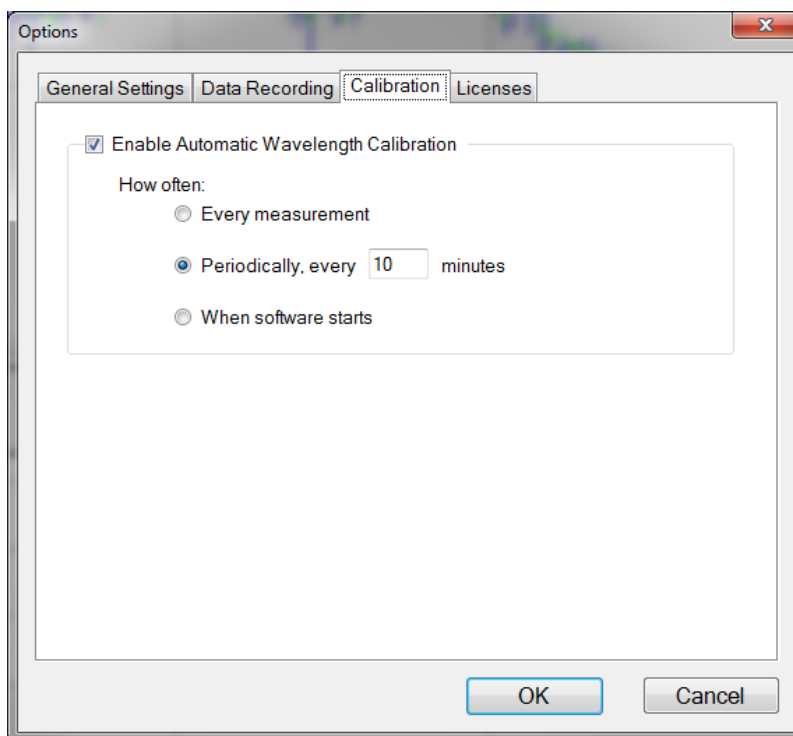 Options
General Settings Data Recording Calibration Licenses
Enable Automatic Wavelength Calibration
How often:
Every measurement
Periodically, every 10 minutes
When software starts
OK Cancel